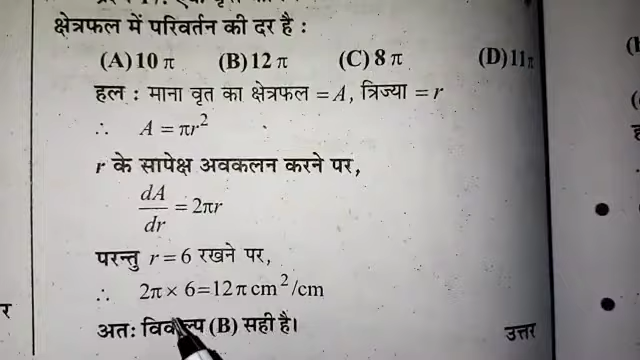 क्षेत्रफल में परिवर्तन की दर है :
(A) 10 π (B) 12 π (C) 8 π (D) 11π
हल : माना वृत का क्षेत्रफल = A, त्रिज्या = r
∴ A = πr²
r के सापेक्ष अवकलन करने पर,
dA/dr = 2πr
परन्तु r = 6 रखने पर,
∴ 2π × 6=12π cm²/cm
अतः विकल्प (B) सही है।
उत्तर
र